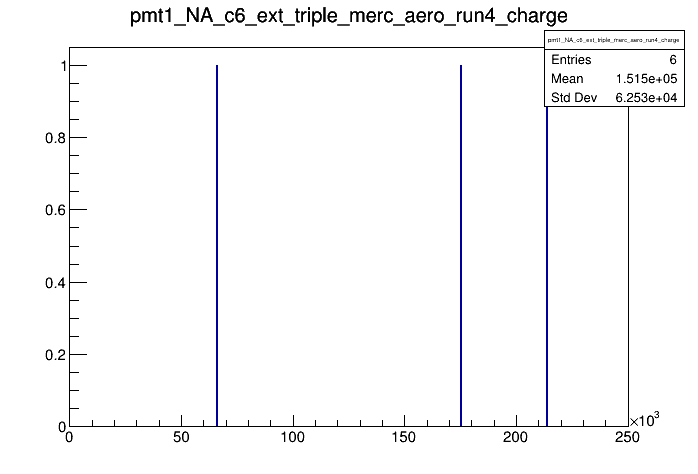 pmt1_NA_c6_ext_triple_merc_aero_run4_charge
pmt1_NA_c6_ext_triple_merc_aero_run4_charge
Entries 6
Mean 1.515e+05
Std Dev 6.253e+04
1
0.8
0.6
0.4
0.2
0
0 50 100 150 200 250
×10³